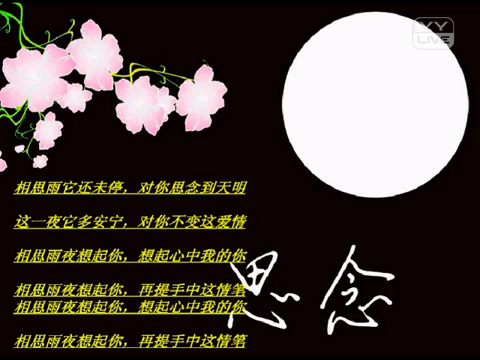 YY
LIVE
相思雨它还未停，对你思念到天明
这一夜它多安宁，对你不变这爱情
相思雨夜想起你，想起心中我的你
相思雨夜想起你，再提手中这情笔
相思雨夜想起你，想起心中我的你
相思雨夜想起你，再提手中这情笔
思念